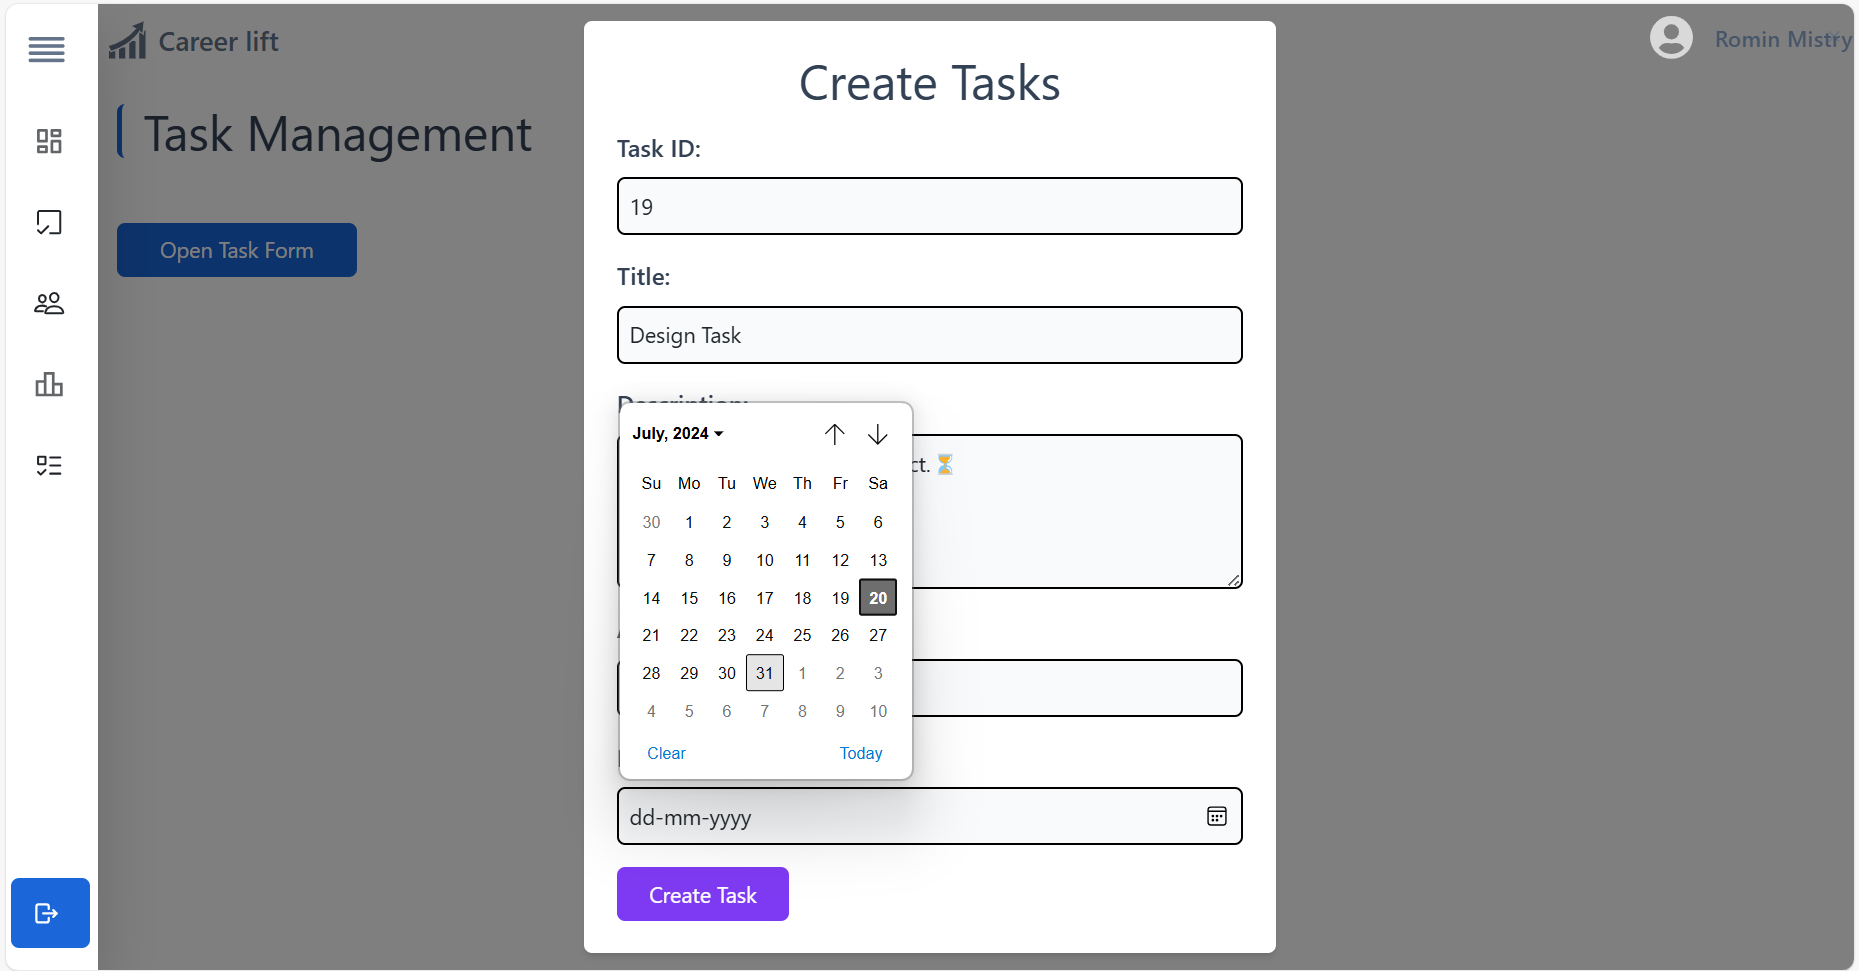 Career lift
Romin Mistry
Task Management
Open Task Form
Create Tasks
Task ID:
19
Title:
Design Task
Description:
ct. ⏳
July, 2024
Su Mo Tu We Th Fr Sa
30 1 2 3 4 5 6
7 8 9 10 11 12 13
14 15 16 17 18 19 20
21 22 23 24 25 26 27
28 29 30 31 1 2 3
4 5 6 7 8 9 10
Clear Today
dd-mm-yyyy
Create Task